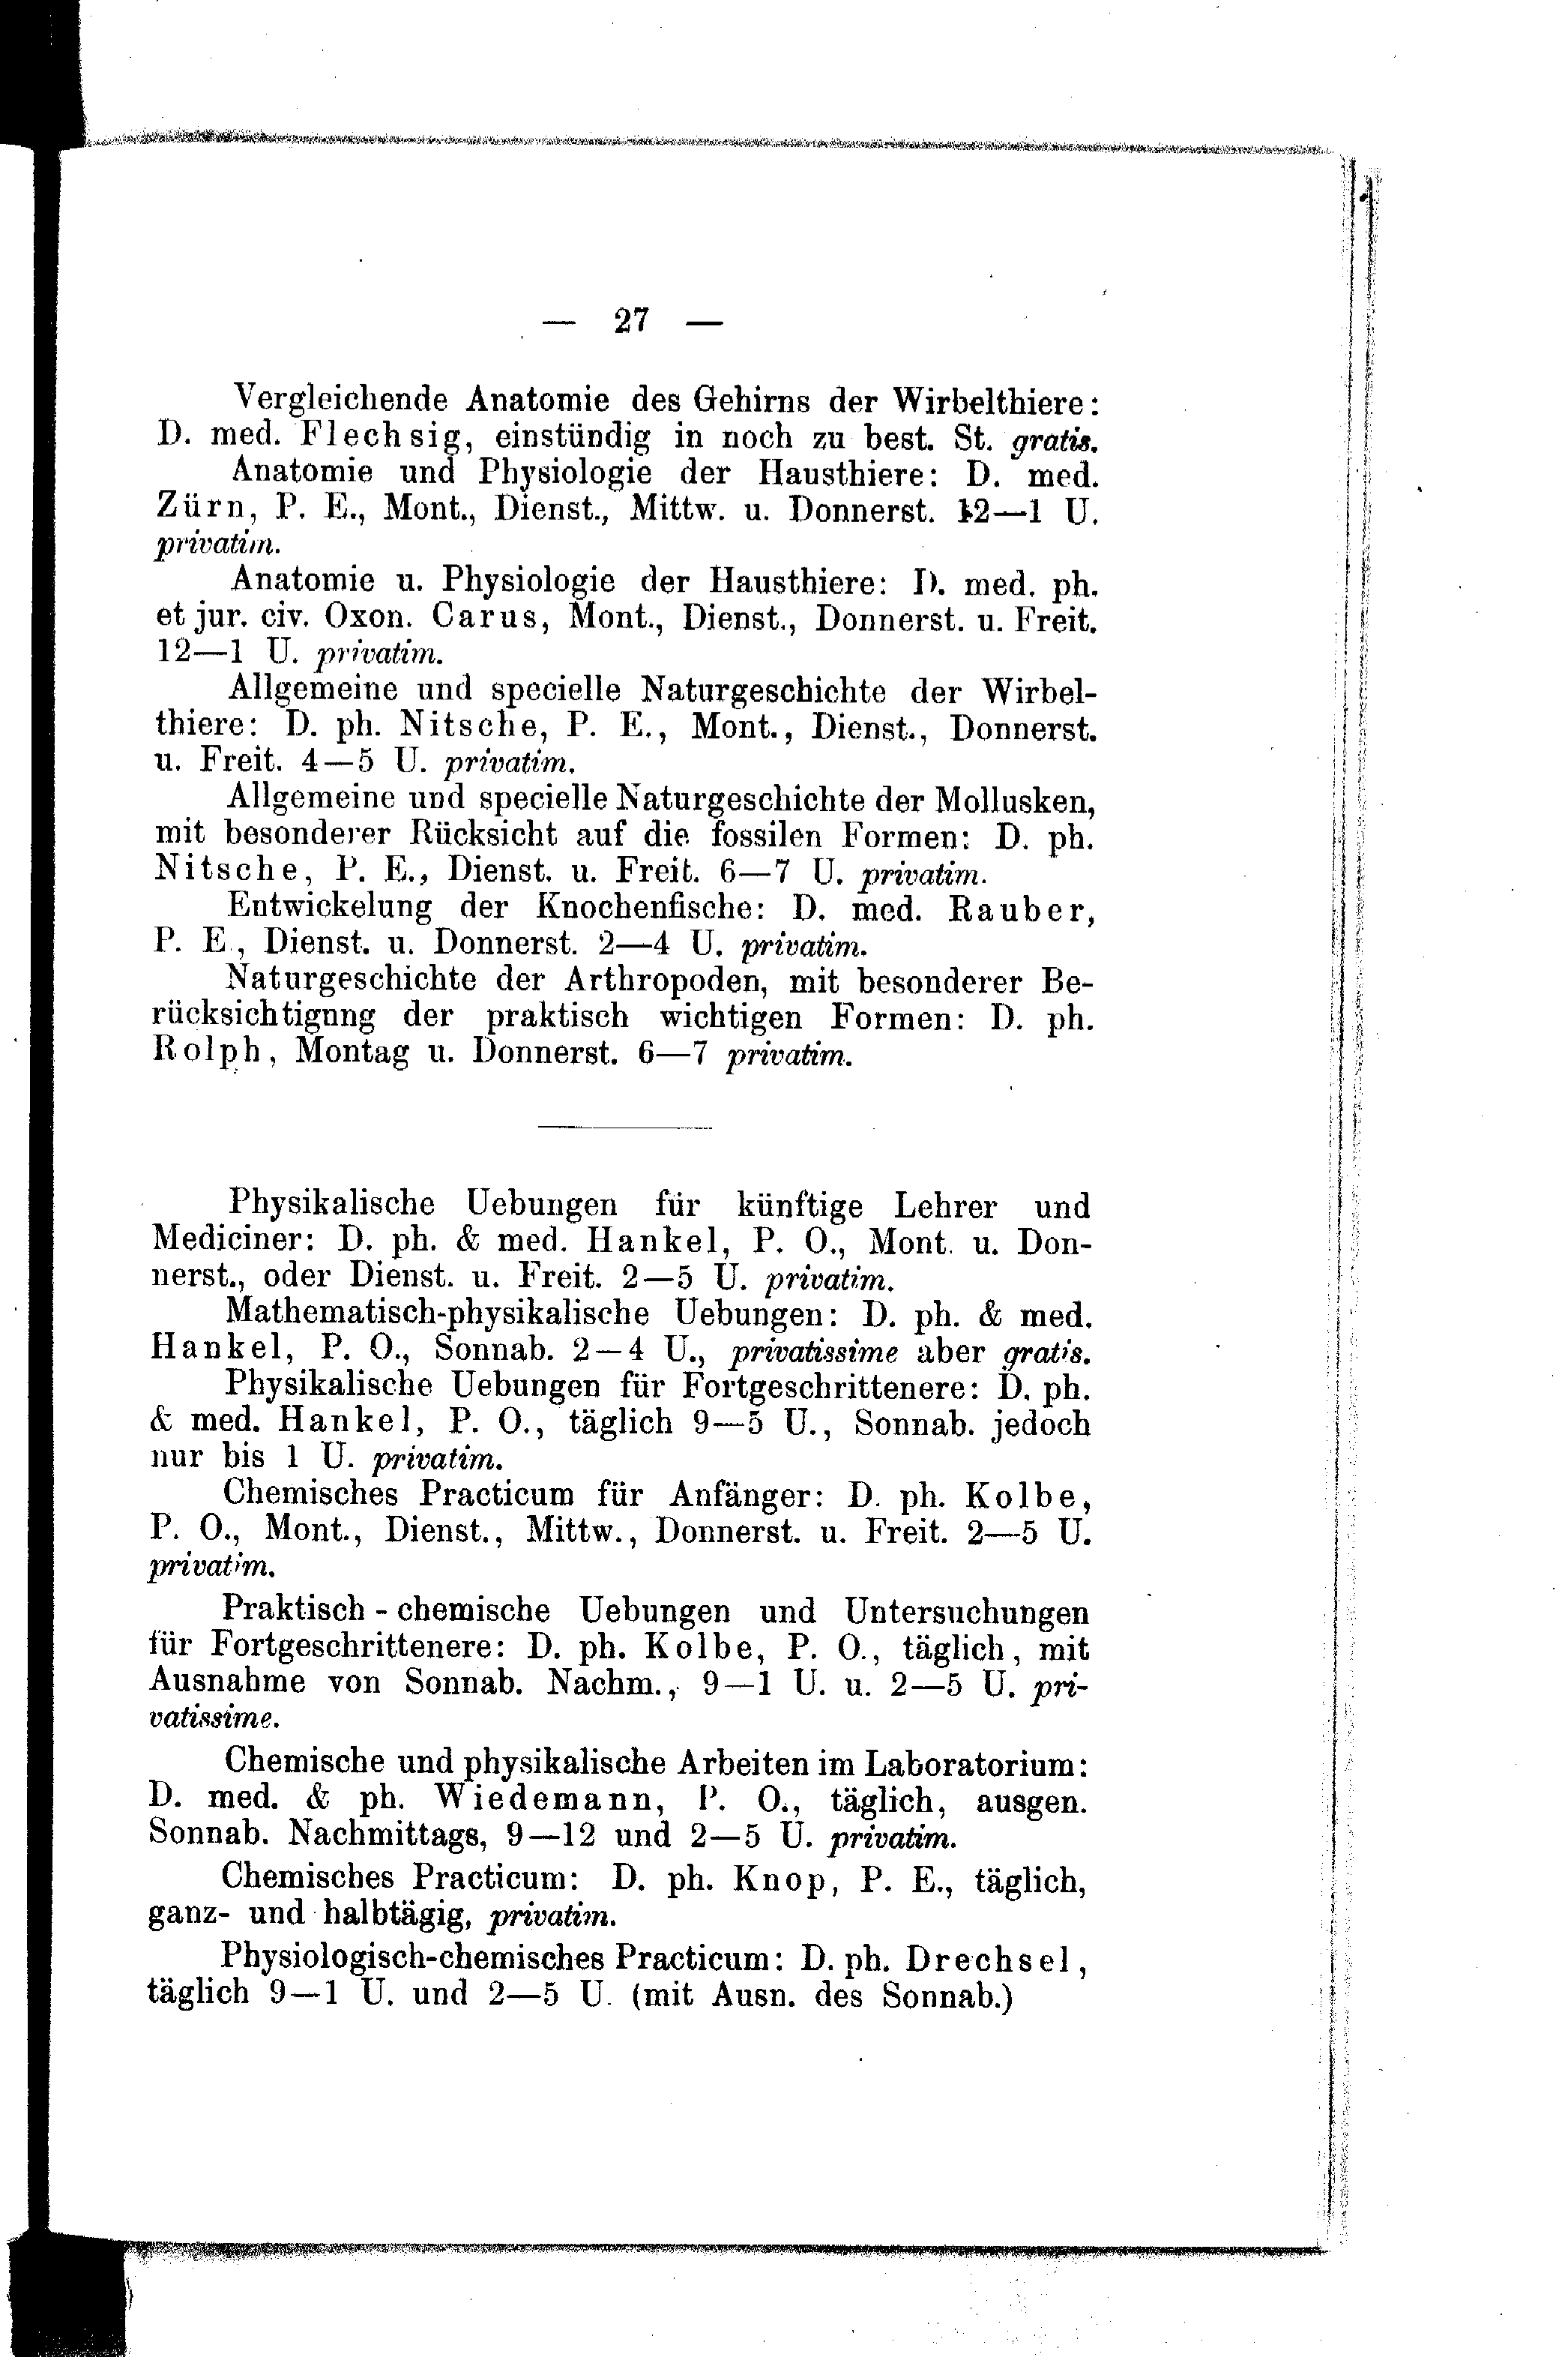 — 27 —
Vergleichende Anatomie des Gehirns der Wirbelthiere:
D. med. Flechsig, einstündig in noch zu best. St. gratis.
Anatomie und Physiologie der Hausthiere: D. med.
Zürn, P. E., Mont., Dienst., Mittw. u. Donnerst. 12—1 U.
privatim.
Anatomie u. Physiologie der Hausthiere: D. med. ph.
et jur. civ. Oxon. Carus, Mont., Dienst., Donnerst. u. Freit.
12—1 U. privatim.
Allgemeine und specielle Naturgeschichte der Wirbel-
thiere: D. ph. Nitsche, P. E., Mont., Dienst., Donnerst.
u. Freit. 4—5 U. privatim.
Allgemeine und specielle Naturgeschichte der Mollusken,
mit besonderer Rücksicht auf die fossilen Formen: D. ph.
Nitsche, P. E., Dienst. u. Freit. 6—7 U. privatim.
Entwickelung der Knochenfische: D. med. Rauber,
P. E., Dienst. u. Donnerst. 2—4 U. privatim.
Naturgeschichte der Arthropoden, mit besonderer Be-
rücksichtignng der praktisch wichtigen Formen: D. ph.
Rolph, Montag u. Donnerst. 6—7 privatim.
Physikalische Uebungen für künftige Lehrer und
Mediciner: D. ph. & med. Hankel, P. O., Mont. u. Don-
nerst., oder Dienst. u. Freit. 2—5 U. privatim.
Mathematisch-physikalische Uebungen: D. ph. & med.
Hankel, P. O., Sonnab. 2—4 U., privatissime aber gratis.
Physikalische Uebungen für Fortgeschrittenere: D. ph.
& med. Hankel, P. O., täglich 9—5 U., Sonnab. jedoch
nur bis 1 U. privatim.
Chemisches Practicum für Anfänger: D. ph. Kolbe,
P. O., Mont., Dienst., Mittw., Donnerst. u. Freit. 2—5 U.
privatim.
Praktisch-chemische Uebungen und Untersuchungen
für Fortgeschrittenere: D. ph. Kolbe, P. O., täglich, mit
Ausnahme von Sonnab. Nachm., 9—1 U. u. 2—5 U. pri-
vatissime.
Chemische und physikalische Arbeiten im Laboratorium:
D. med. & ph. Wiedemann, P. O., täglich, ausgen.
Sonnab. Nachmittags, 9—12 und 2—5 U. privatim.
Chemisches Practicum: D. ph. Knop, P. E., täglich,
ganz- und halbtägig, privatim.
Physiologisch-chemisches Practicum: D. ph. Drechsel,
täglich 9—1 U. und 2—5 U. (mit Ausn. des Sonnab.)